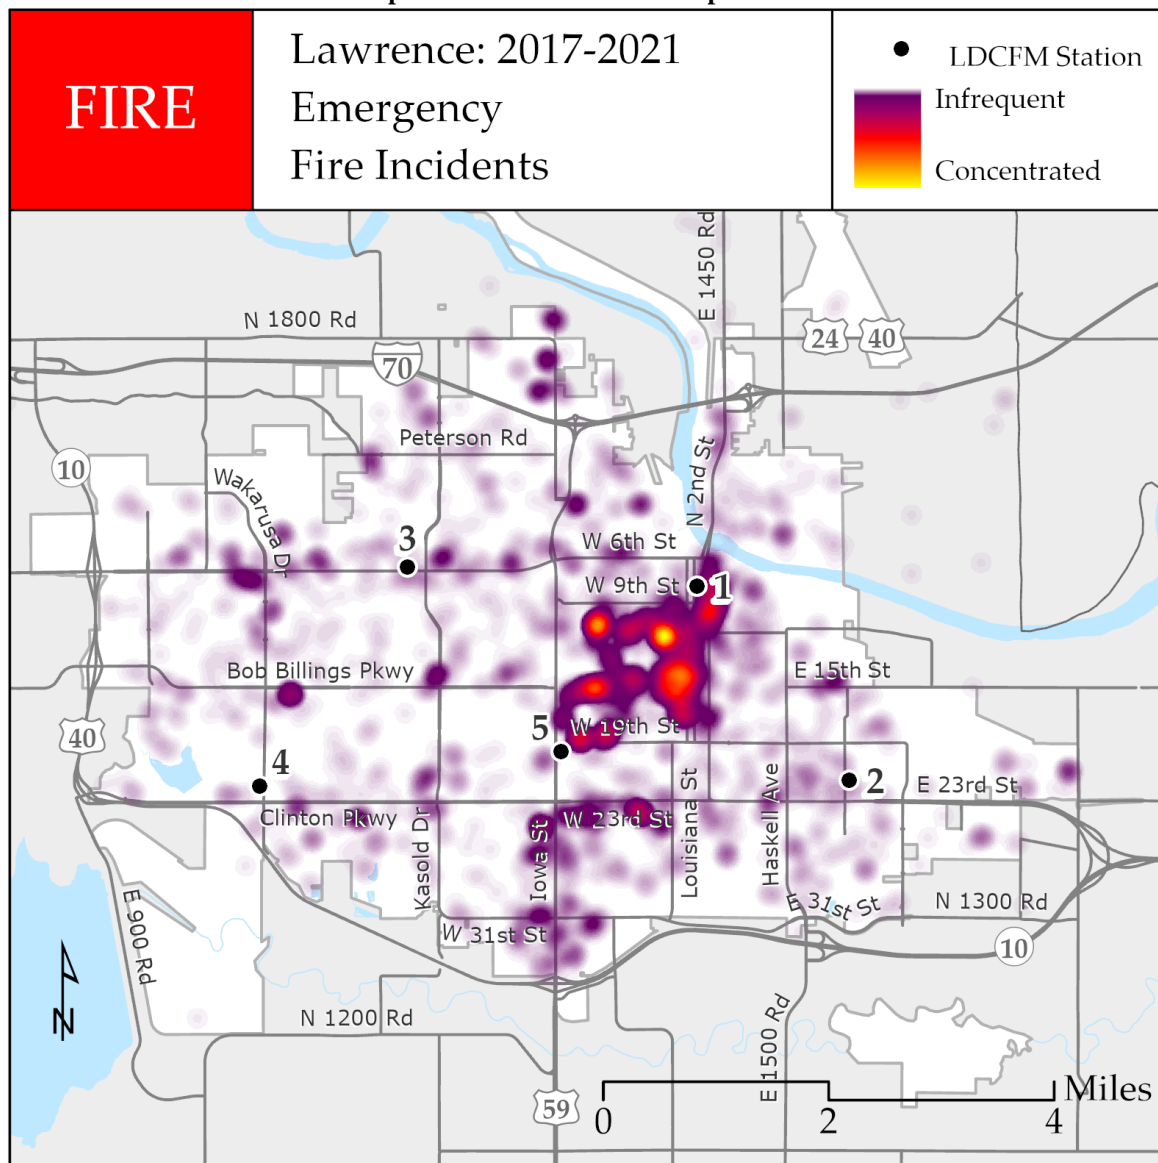 FIRE
Lawrence: 2017-2021
Emergency
Fire Incidents
LDCFM Station
Infrequent
Concentrated
E 1450 Rd
N 1800 Rd
24
40
70
Peterson Rd
10
Wakarusa Dr
N 2nd St
3
W 6th St
W 9th St
1
Bob Billings Pkwy
E 15th St
40
5
W 19th St
4
2
E 23rd St
Clinton Pkwy
W 23rd St
Kasold Dr
Iowa St
Louisiana St
Haskell Ave
E 900 Rd
E 31st St
N 1300 Rd
W 31st St
10
N
N 1200 Rd
E 1500 Rd
59
Miles
0
2
4